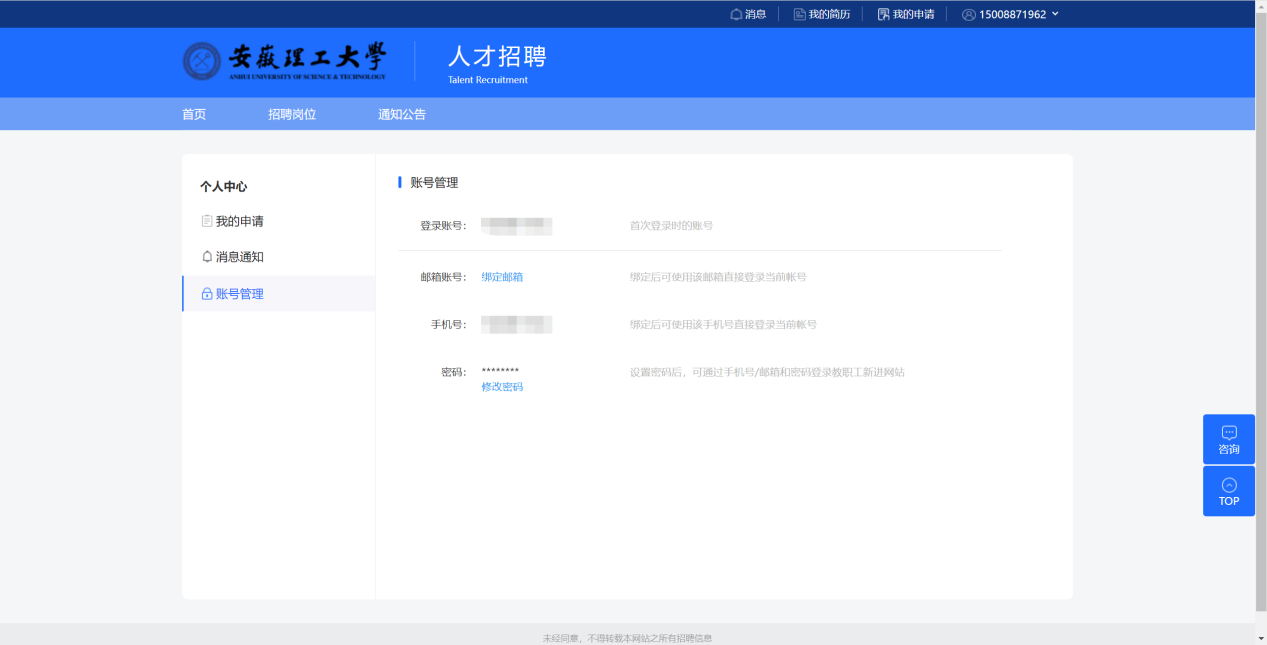 消息 我的简历 我的申请 15008871962
安徽理工大學 人才招聘
ANHUI UNIVERSITY OF SCIENCE & TECHNOLOGY Talent Recruitment
首页 招聘岗位 通知公告
个人中心
我的申请
消息通知
账号管理
账号管理
登录账号： 首次登录时的账号
邮箱账号： 绑定邮箱 绑定后可使用该邮箱直接登录当前帐号
手机号： 绑定后可使用该手机号直接登录当前帐号
密码： ******** 设置密码后，可通过手机号/邮箱和密码登录教职工新进网站
修改密码
咨询
TOP
未经同意，不得转载本网站之所有招聘信息